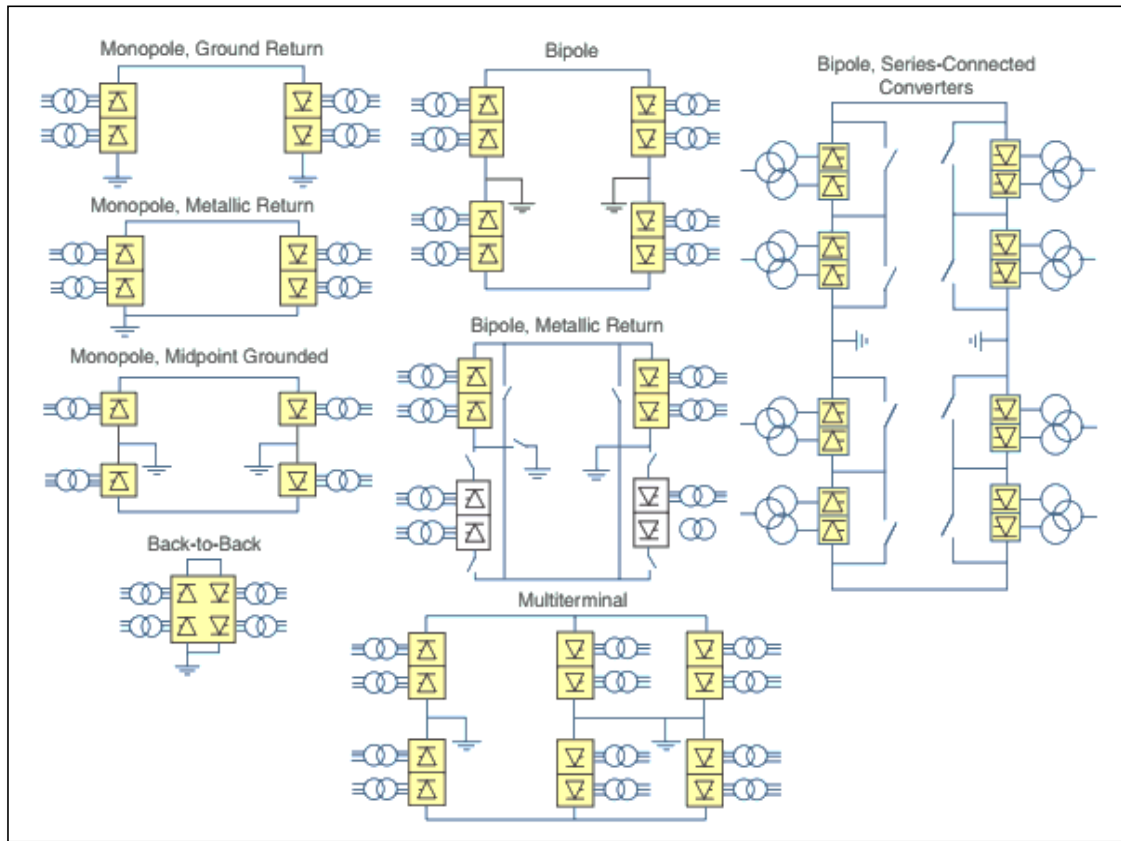 Monopole, Ground Return
Bipole
Bipole, Series-Connected
Converters
Monopole, Metallic Return
Monopole, Midpoint Grounded
Bipole, Metallic Return
Back-to-Back
Multiterminal